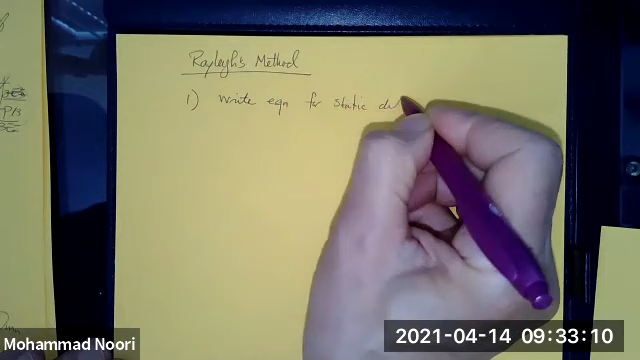 Rayleigh's Method
1) Write eqn for static
Mohammad Noori
2021-04-14 09:33:10